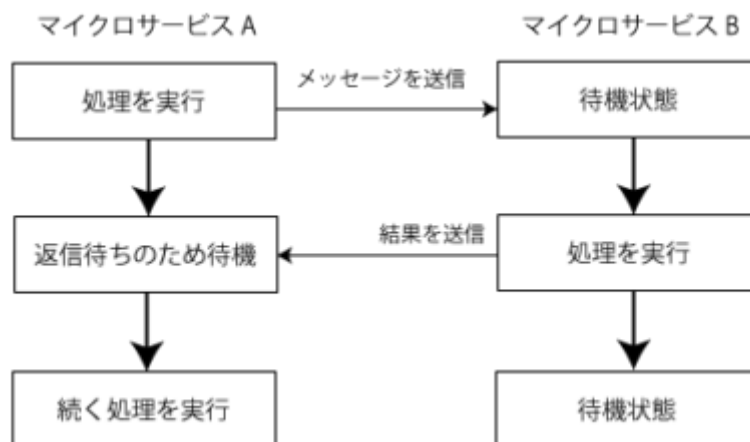 マイクロサービス A
マイクロサービス B
処理を実行
メッセージを送信
待機状態
返信待ちのため待機
結果を送信
処理を実行
続く処理を実行
待機状態